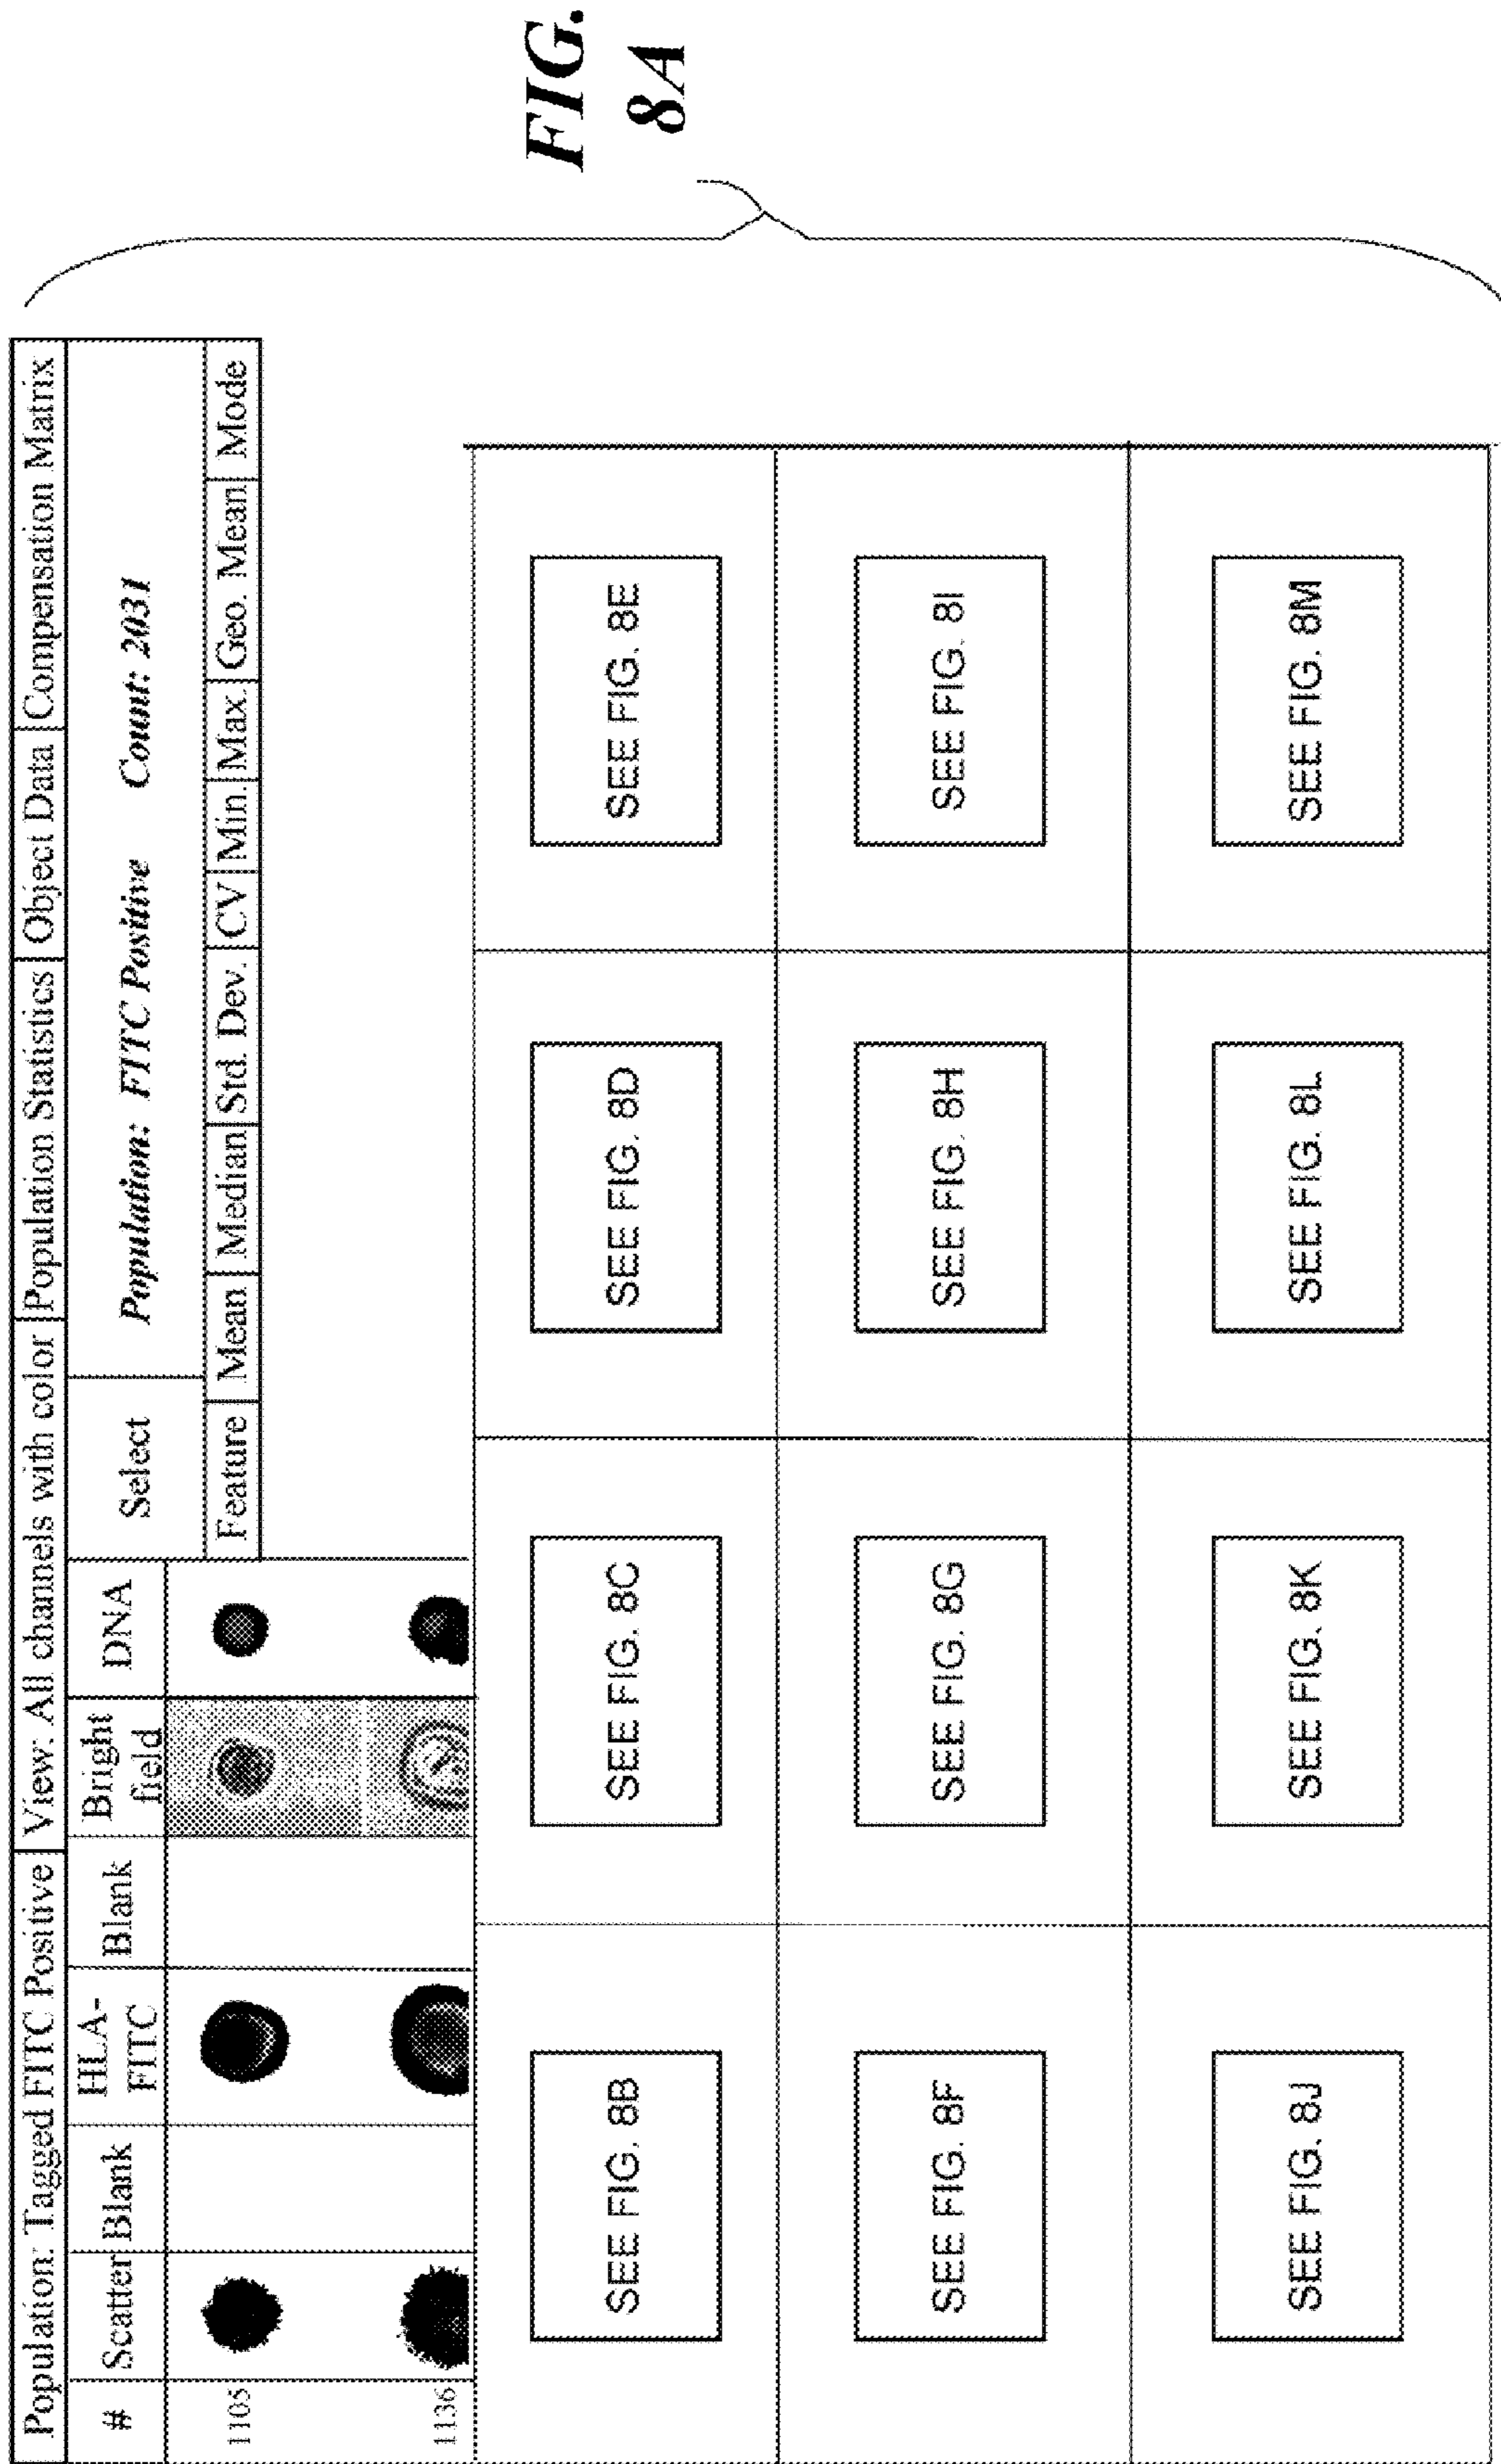 Population: Tagged FITC Positive View: All channels with color Population Statistics Object Data Compensation Matrix
# Scatter Blank HLA-FITC Blank Bright field DNA Select Population: FITC Positive Count: 2031
Feature Mean Median Std. Dev. CV Min. Max. Geo. Mean Mode
1105
1136
SEE FIG. 8B SEE FIG. 8C SEE FIG. 8D SEE FIG. 8E
SEE FIG. 8F SEE FIG. 8G SEE FIG. 8H SEE FIG. 8I
SEE FIG. 8J SEE FIG. 8K SEE FIG. 8L SEE FIG. 8M
FIG.
8A